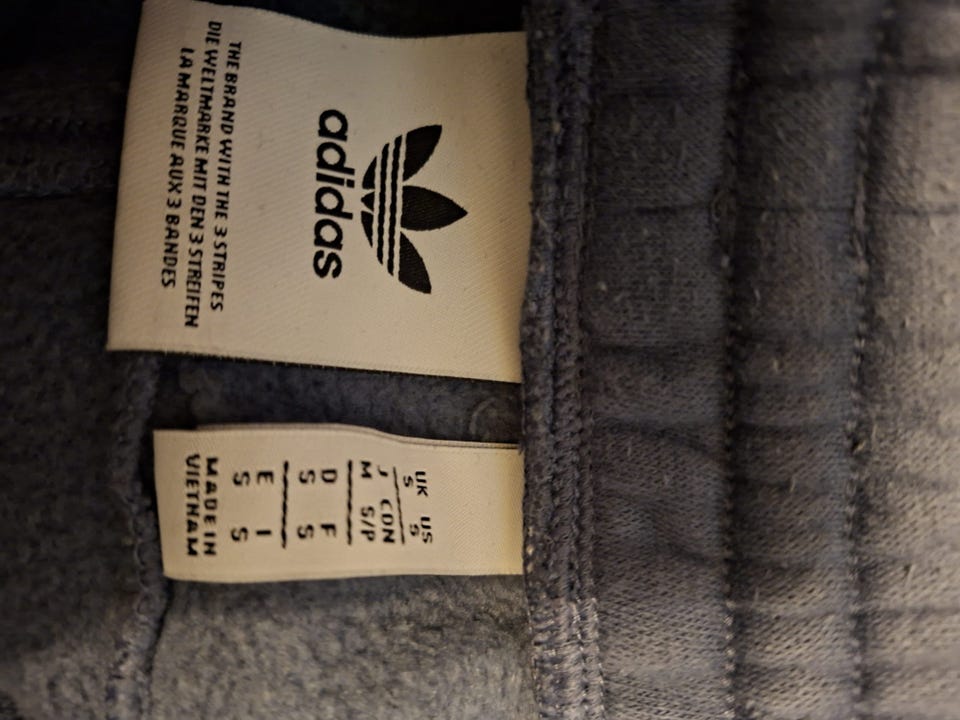 adidas
THE BRAND WITH THE 3 STRIPES
DIE WELTMARKE MIT DEN 3 STREIFEN
LA MARQUE AUX 3 BANDES
UK US
S S
J CDN
M S/P
D F
S S
E I
S S
MADE IN
VIETNAM